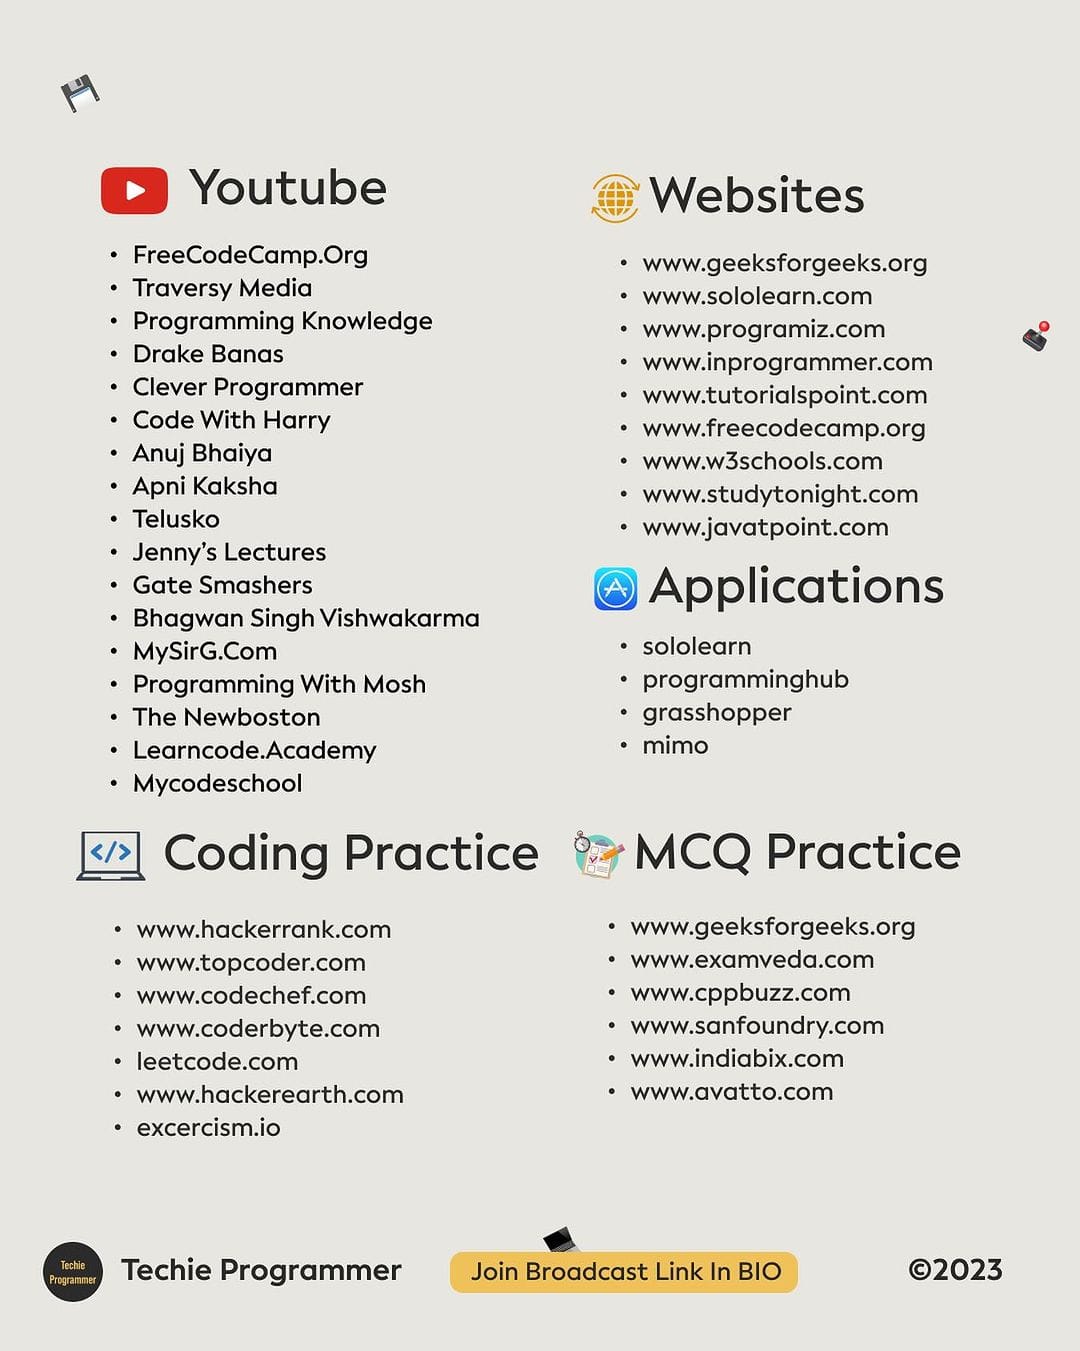 Youtube
FreeCodeCamp.Org
Traversy Media
Programming Knowledge
Drake Banas
Clever Programmer
Code With Harry
Anuj Bhaiya
Apni Kaksha
Telusko
Jenny’s Lectures
Gate Smashers
Bhagwan Singh Vishwakarma
MySirG.Com
Programming With Mosh
The Newboston
Learncode.Academy
Mycodeschool
Websites
www.geeksforgeeks.org
www.sololearn.com
www.programiz.com
www.inprogrammer.com
www.tutorialspoint.com
www.freecodecamp.org
www.w3schools.com
www.studytonight.com
www.javatpoint.com
Applications
sololearn
programminghub
grasshopper
mimo
</> Coding Practice
www.hackerrank.com
www.topcoder.com
www.codechef.com
www.coderbyte.com
leetcode.com
www.hackerearth.com
excercism.io
MCQ Practice
www.geeksforgeeks.org
www.examveda.com
www.cppbuzz.com
www.sanfoundry.com
www.indiabix.com
www.avatto.com
Techie
Programmer
Techie Programmer
Join Broadcast Link In BIO
©2023